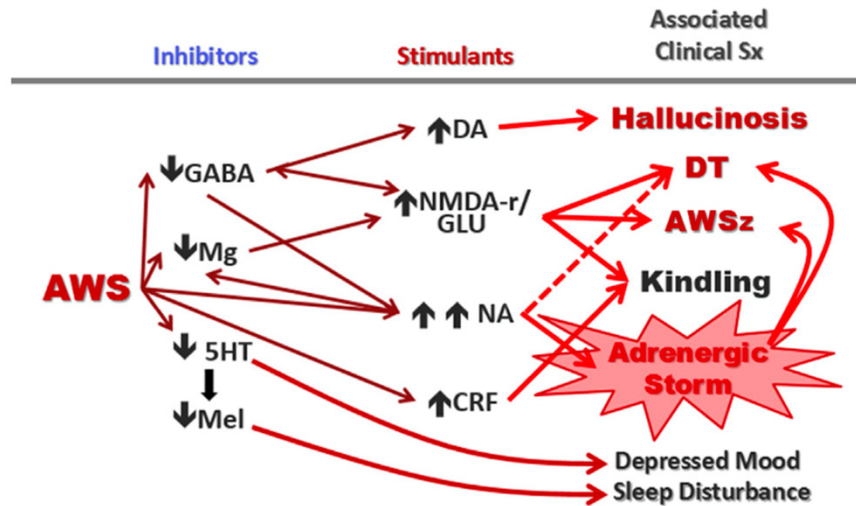 Associated
Inhibitors Stimulants Clinical Sx
DA Hallucinosis
GABA DT
NMDA-r/
GLU AWSz
Mg
AWS Kindling
NA
5HT Adrenergic
Storm
Mel CRF
Depressed Mood
Sleep Disturbance